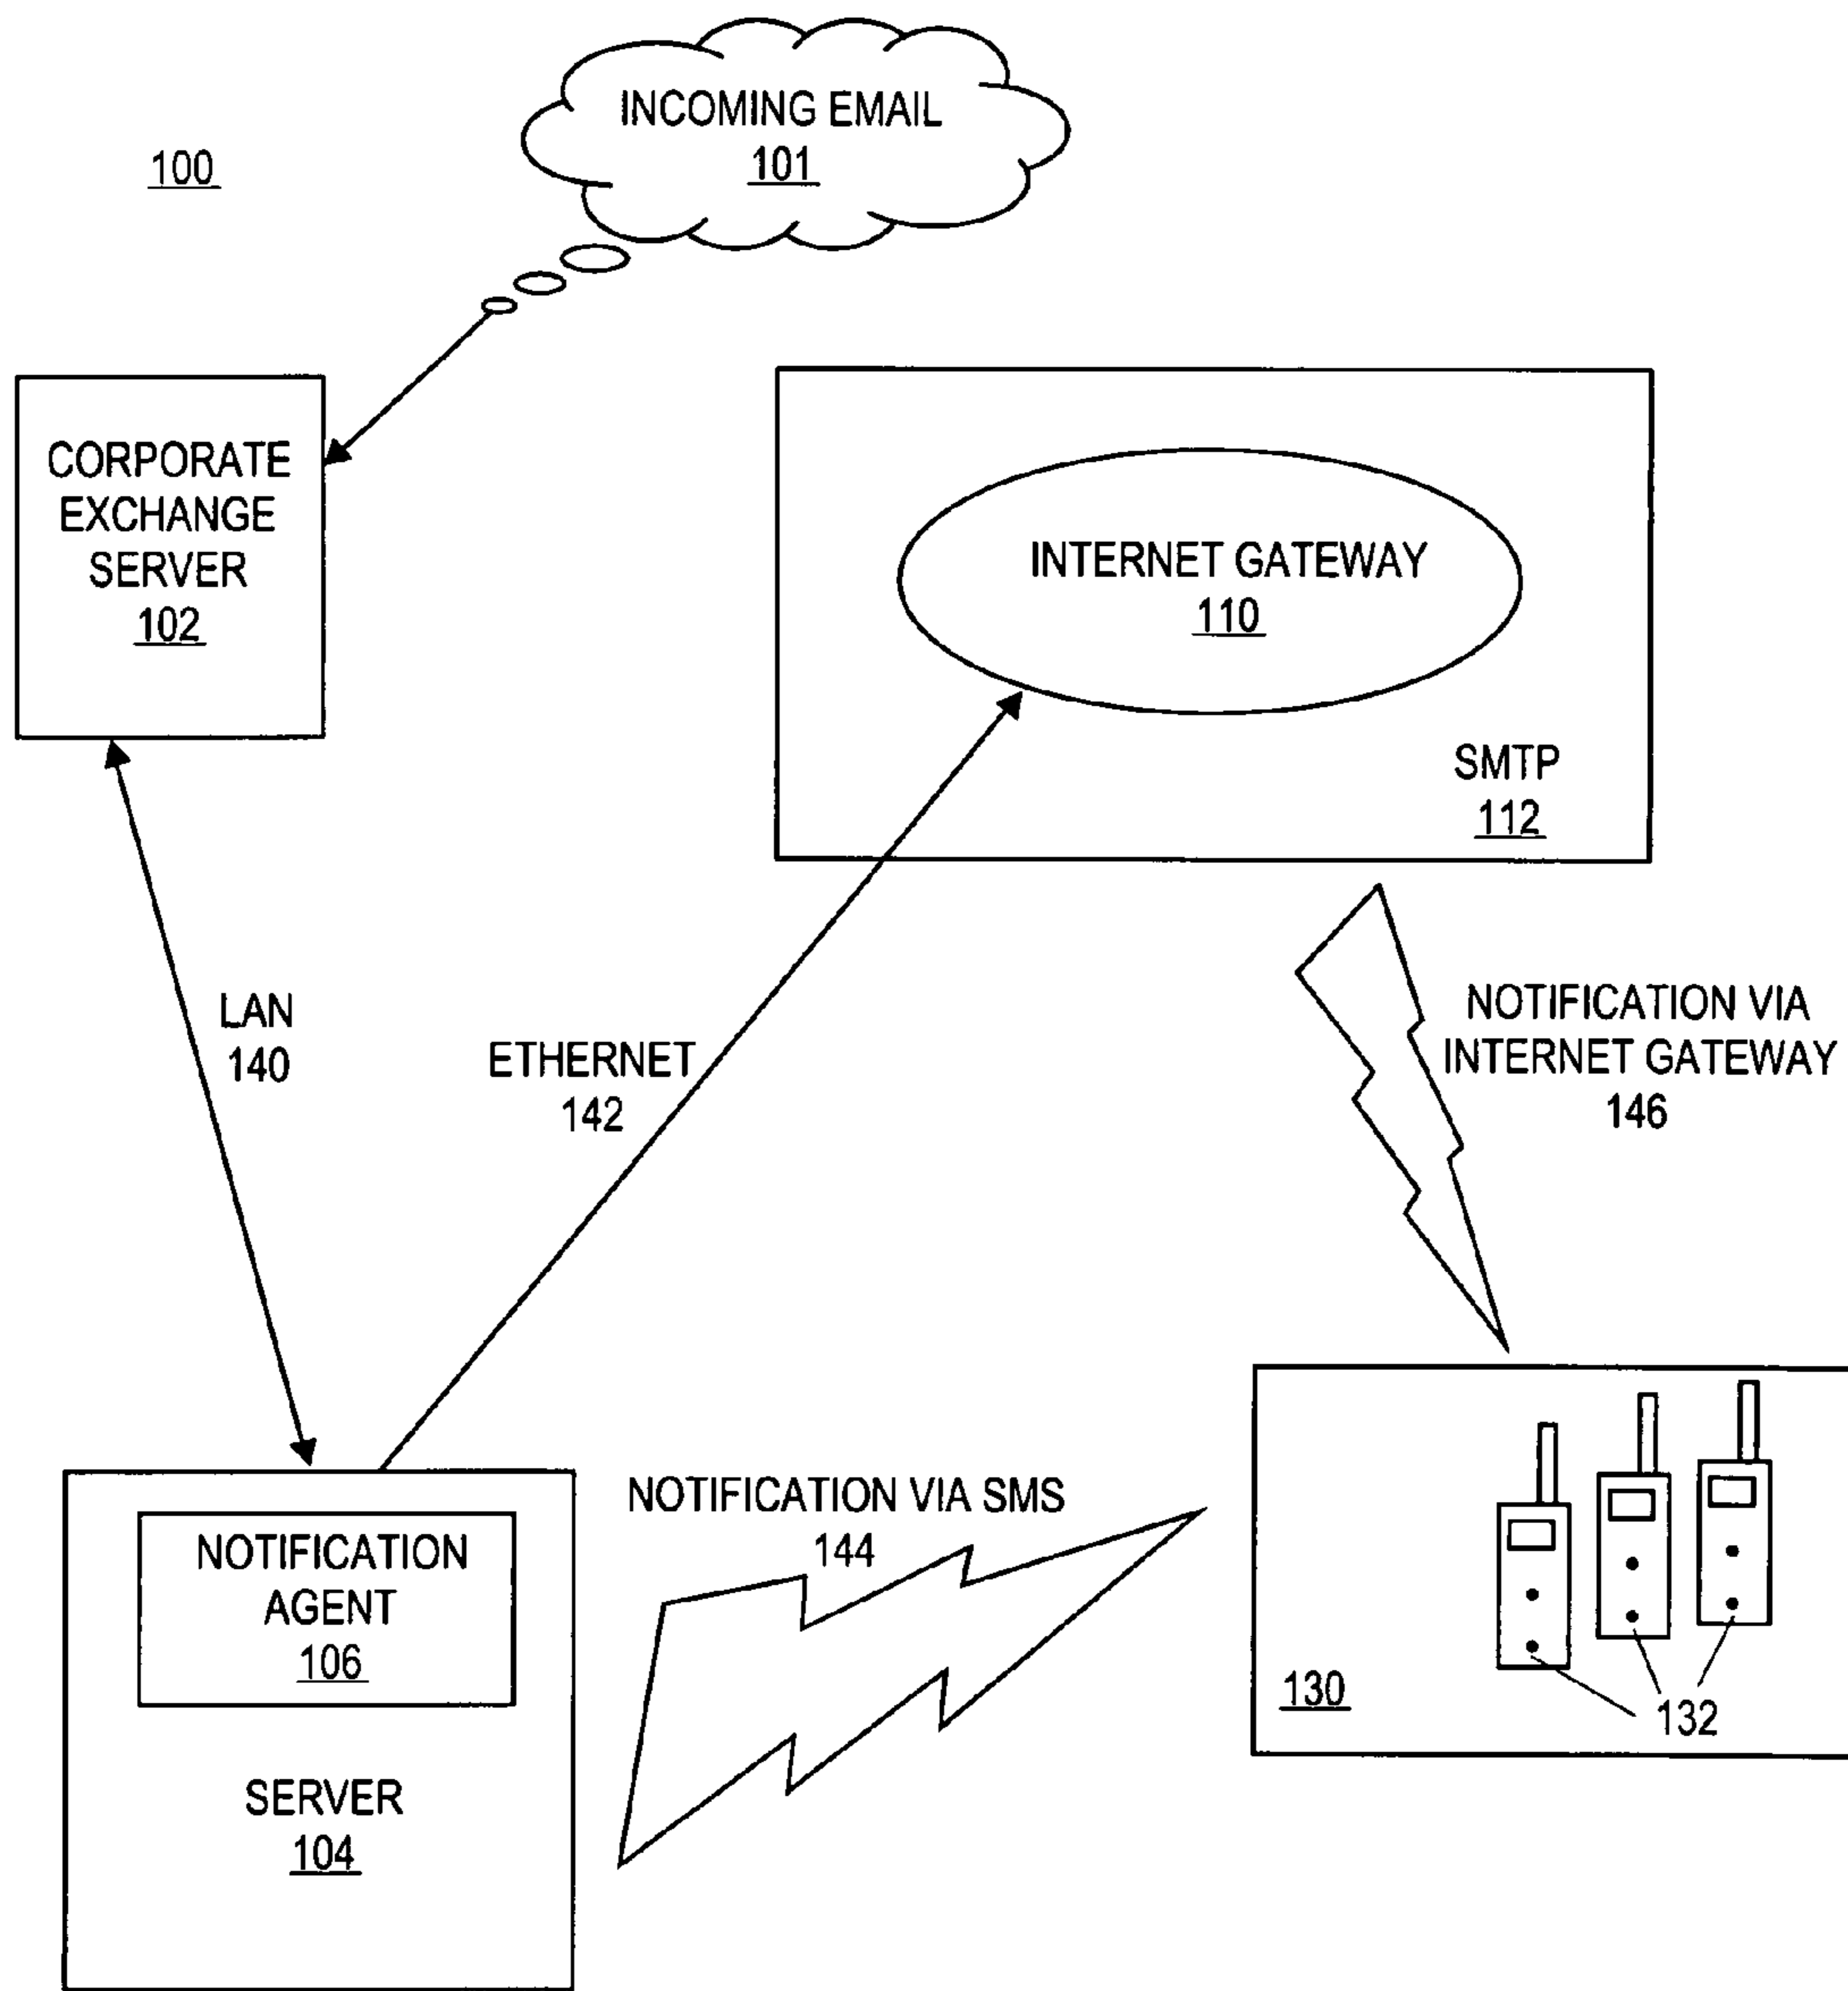 INCOMING EMAIL
101
100
CORPORATE
EXCHANGE
SERVER
102
INTERNET GATEWAY
110
SMTP
112
LAN
140
ETHERNET
142
NOTIFICATION VIA
INTERNET GATEWAY
146
NOTIFICATION VIA SMS
144
NOTIFICATION
AGENT
106
SERVER
104
130
132